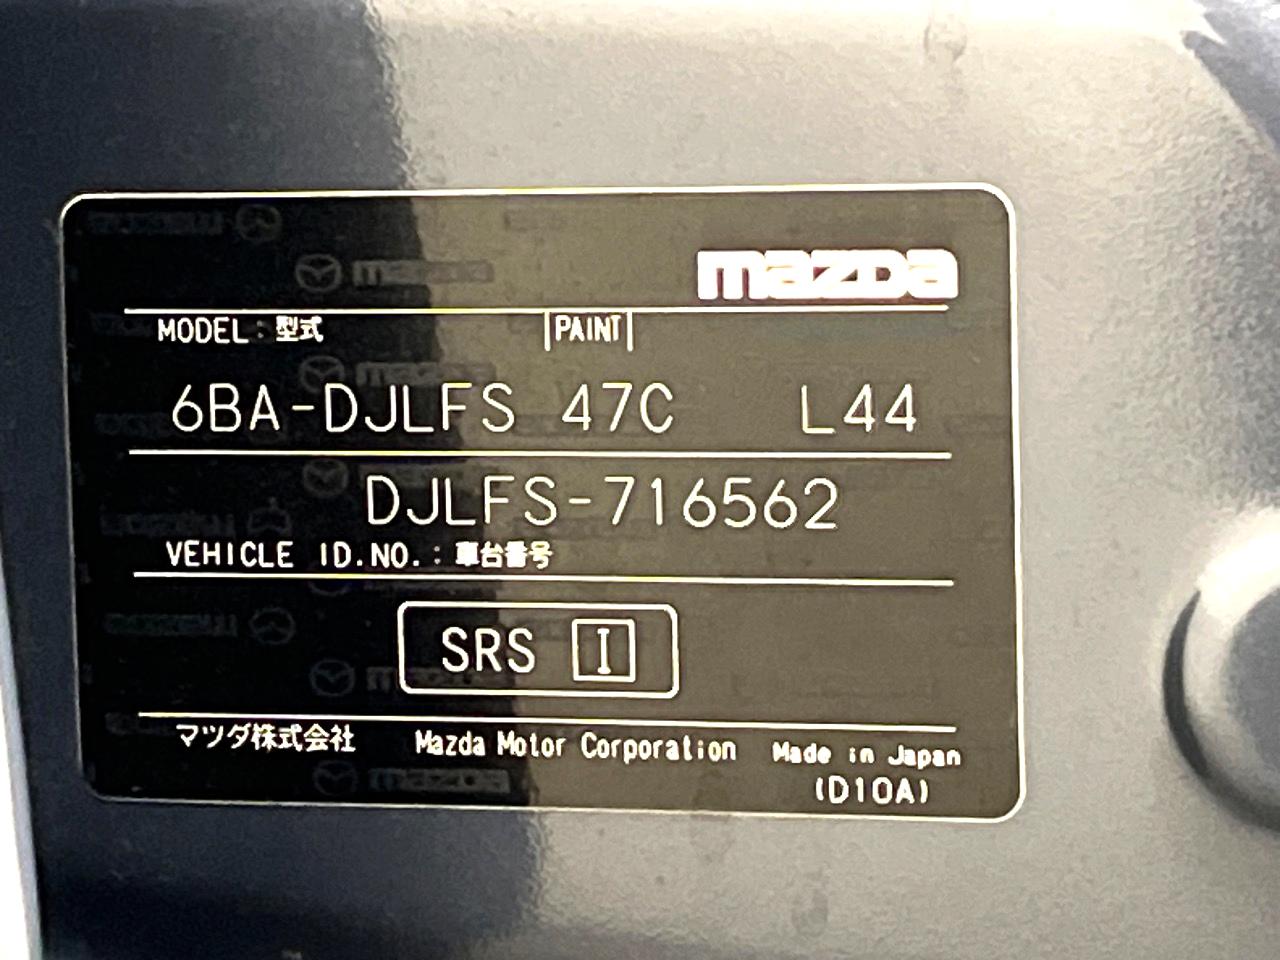 mazda
MODEL: 型式 PAINT
6BA-DJLFS 47C L44
DJLFS-716562
VEHICLE ID.NO.: 車台番号
SRS I
マツダ株式会社 Mazda Motor Corporation Made in Japan
(D10A)